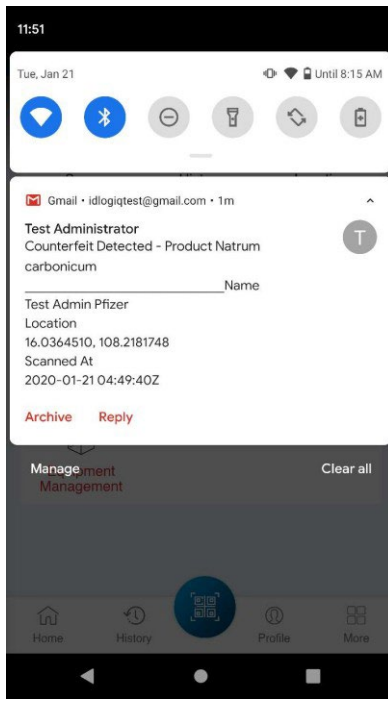 11:51
Tue, Jan 21
Until 8:15 AM
Gmail • idlogiqtest@gmail.com • 1m
Test Administrator
T
Counterfeit Detected - Product Natrum
carbonicum
______________________________Name
Test Admin Pfizer
Location
16.0364510, 108.2181748
Scanned At
2020-01-21 04:49:40Z
Archive Reply
Manage
Clear all
Equipment
Management
Home
History
Profile
More